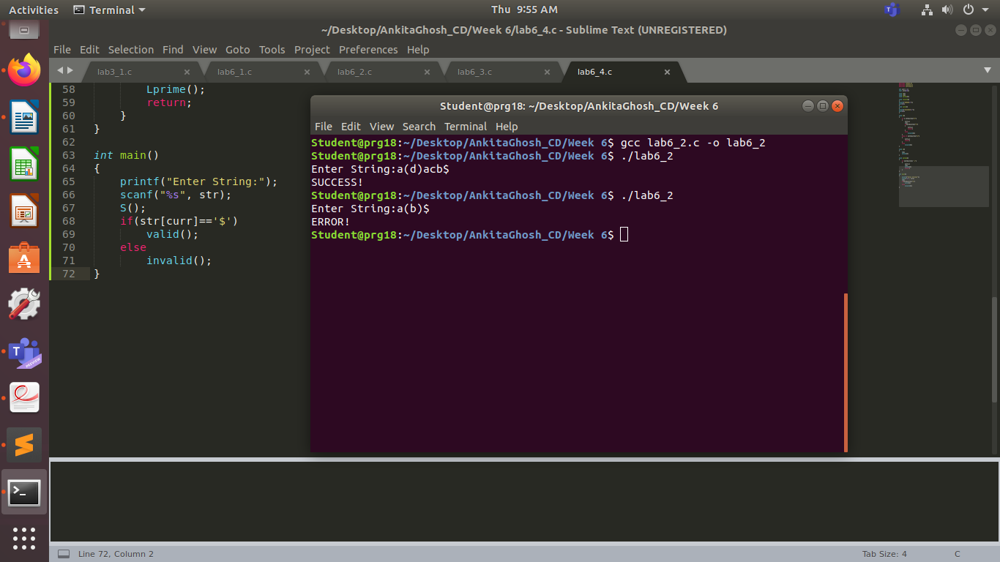 Activities Terminal Thu 9:55 AM
~/Desktop/AnkitaGhosh_CD/Week 6/lab6_4.c - Sublime Text (UNREGISTERED)
File Edit Selection Find View Goto Tools Project Preferences Help
lab3_1.c lab6_1.c lab6_2.c lab6_3.c lab6_4.c
58 Lprime();
59 return;
60 }
61 }
62
63 int main()
64 {
65 printf("Enter String:");
66 scanf("%s", str);
67 S();
68 if(str[curr]=='$')
69 valid();
70 else
71 invalid();
72 }
Student@prg18: ~/Desktop/AnkitaGhosh_CD/Week 6
File Edit View Search Terminal Help
Student@prg18:~/Desktop/AnkitaGhosh_CD/Week 6$ gcc lab6_2.c -o lab6_2
Student@prg18:~/Desktop/AnkitaGhosh_CD/Week 6$ ./lab6_2
Enter String:a(d)acb$
SUCCESS!
Student@prg18:~/Desktop/AnkitaGhosh_CD/Week 6$ ./lab6_2
Enter String:a(b)$
ERROR!
Student@prg18:~/Desktop/AnkitaGhosh_CD/Week 6$
PREVIEW
Line 72, Column 2 Tab Size: 4 C